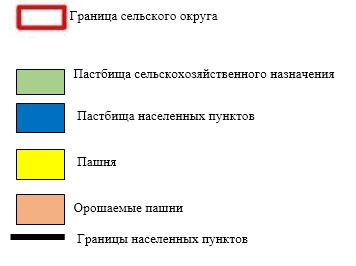 Граница сельского округа
Пастбища сельскохозяйственного назначения
Пастбища населенных пунктов
Пашня
Орошаемые пашни
Границы населенных пунктов